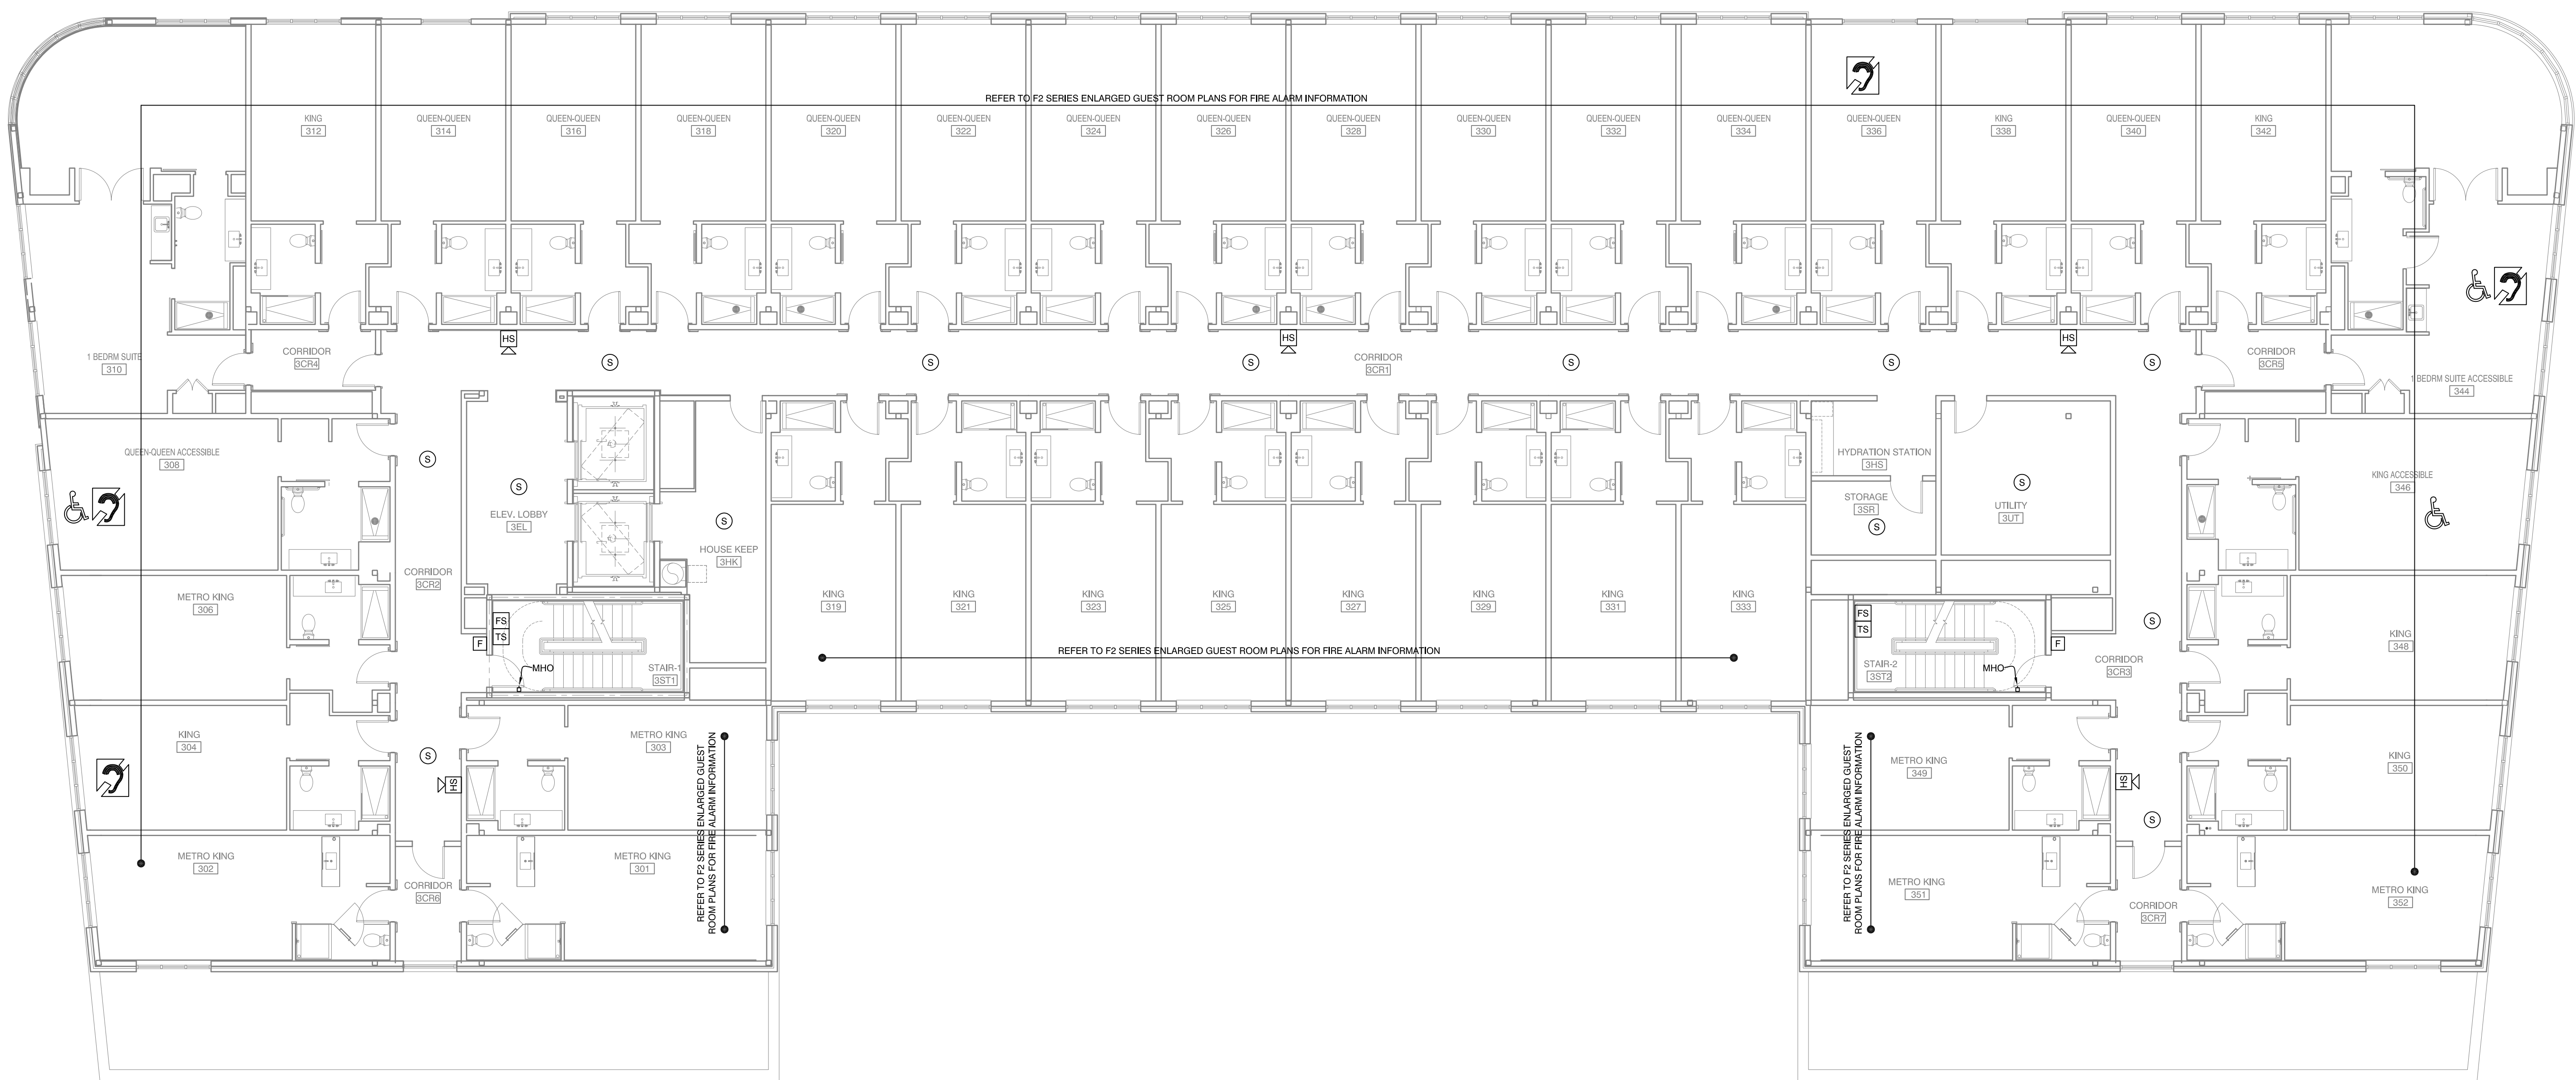 REFER TO F2 SERIES ENLARGED GUEST ROOM PLANS FOR FIRE ALARM INFORMATION
KING
312
QUEEN-QUEEN
314
QUEEN-QUEEN
316
QUEEN-QUEEN
318
QUEEN-QUEEN
320
QUEEN-QUEEN
322
QUEEN-QUEEN
324
QUEEN-QUEEN
326
QUEEN-QUEEN
328
QUEEN-QUEEN
330
QUEEN-QUEEN
332
QUEEN-QUEEN
334
QUEEN-QUEEN
336
KING
338
QUEEN-QUEEN
340
KING
342
HS
HS
HS
1 BEDRM SUITE
310
CORRIDOR
3CR4
S
S
S
CORRIDOR
3CR1
S
S
S
CORRIDOR
3CR5
1 BEDRM SUITE ACCESSIBLE
344
QUEEN-QUEEN ACCESSIBLE
308
S
S
ELEV. LOBBY
3EL
S
HOUSE KEEP
3HK
HYDRATION STATION
3HS
STORAGE
3SR
S
S
UTILITY
3UT
KING ACCESSIBLE
346
METRO KING
306
CORRIDOR
3CR2
F
FS
TS
MHO
STAIR-1
3ST1
KING
319
KING
321
KING
323
KING
325
KING
327
KING
329
KING
331
KING
333
REFER TO F2 SERIES ENLARGED GUEST ROOM PLANS FOR FIRE ALARM INFORMATION
FS
TS
STAIR-2
3ST2
MHO
F
S
CORRIDOR
3CR3
KING
348
KING
304
S
HS
METRO KING
303
REFER TO F2 SERIES ENLARGED GUEST
ROOM PLANS FOR FIRE ALARM INFORMATION
REFER TO F2 SERIES ENLARGED GUEST
ROOM PLANS FOR FIRE ALARM INFORMATION
METRO KING
349
HS
S
KING
350
METRO KING
302
CORRIDOR
3CR6
METRO KING
301
METRO KING
351
CORRIDOR
3CR7
METRO KING
352